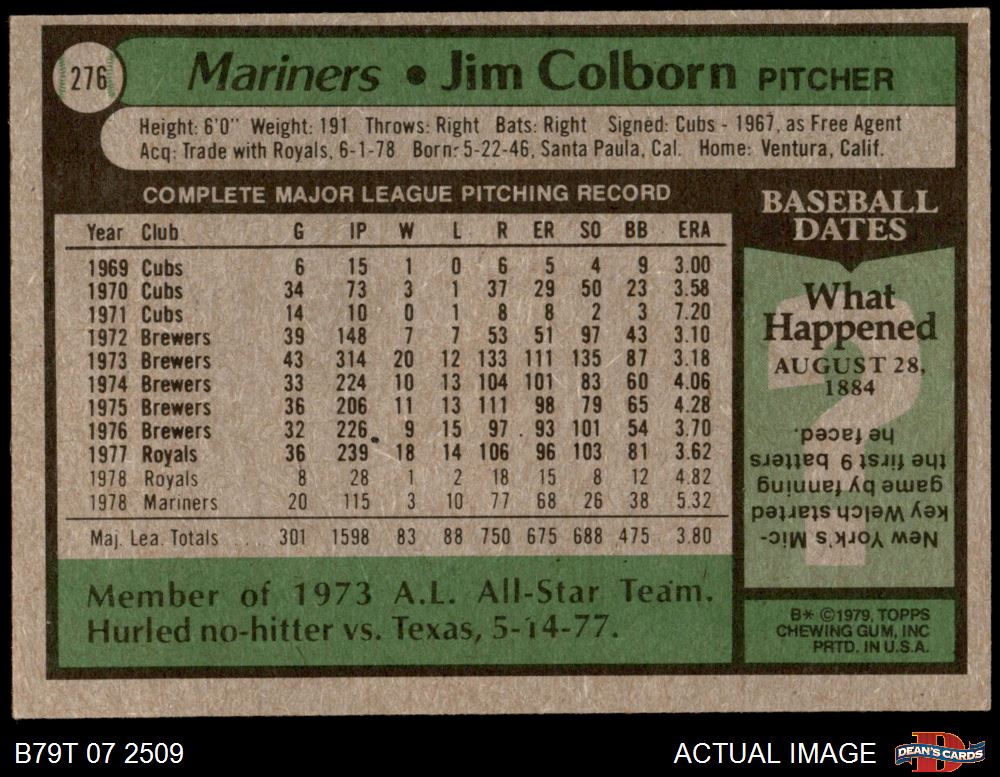 276
Mariners • Jim Colborn PITCHER
Height: 6'0" Weight: 191 Throws: Right Bats: Right Signed: Cubs - 1967, as Free Agent
Acq: Trade with Royals, 6-1-78 Born: 5-22-46, Santa Paula, Cal. Home: Ventura, Calif.
COMPLETE MAJOR LEAGUE PITCHING RECORD
Year Club G IP W L R ER SO BB ERA
1969 Cubs 6 15 1 0 6 5 4 9 3.00
1970 Cubs 34 73 3 1 37 29 50 23 3.58
1971 Cubs 14 10 0 1 8 8 2 3 7.20
1972 Brewers 39 148 7 7 53 51 97 43 3.10
1973 Brewers 43 314 20 12 133 111 135 87 3.18
1974 Brewers 33 224 10 13 104 101 83 60 4.06
1975 Brewers 36 206 11 13 111 98 79 65 4.28
1976 Brewers 32 226 9 15 97 93 101 54 3.70
1977 Royals 36 239 18 14 106 96 103 81 3.62
1978 Royals 8 28 1 2 18 15 8 12 4.82
1978 Mariners 20 115 3 10 77 68 26 38 5.32
Maj. Lea. Totals 301 1598 83 88 750 675 688 475 3.80
Member of 1973 A.L. All-Star Team.
Hurled no-hitter vs. Texas, 5-14-77.
BASEBALL
DATES
What
Happened
AUGUST 28,
1884
?
New York's Mic-
key Welch started
game by fanning
the first 9 batters
he faced.
B* ©1979, TOPPS
CHEWING GUM, INC
PRTD. IN U.S.A.
B79T 07 2509
ACTUAL IMAGE
D
DEAN'S CARDS